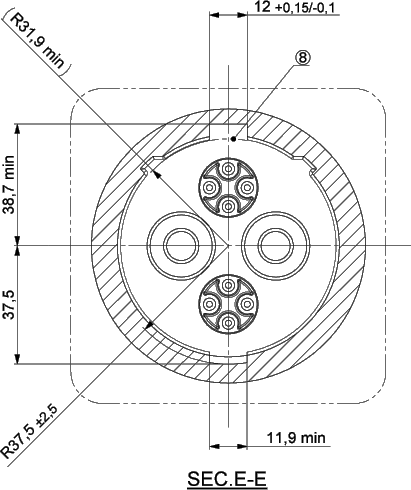 12 +0,15/-0,1
(R31,9 min)
⑧
38,7 min
37,5
R37,5 ±2,5
11,9 min
SEC.E-E